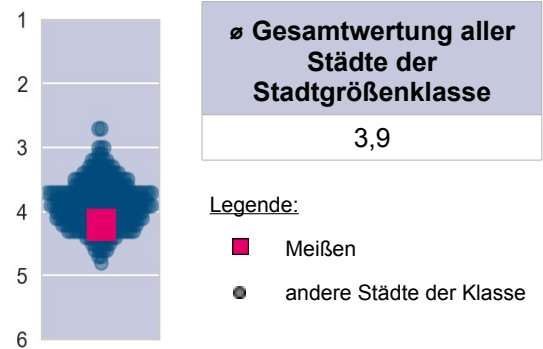 1
2
3
4
5
6
⌀ Gesamtwertung aller
Städte der
Stadtgrößenklasse
3,9
Legende:
Meißen
andere Städte der Klasse